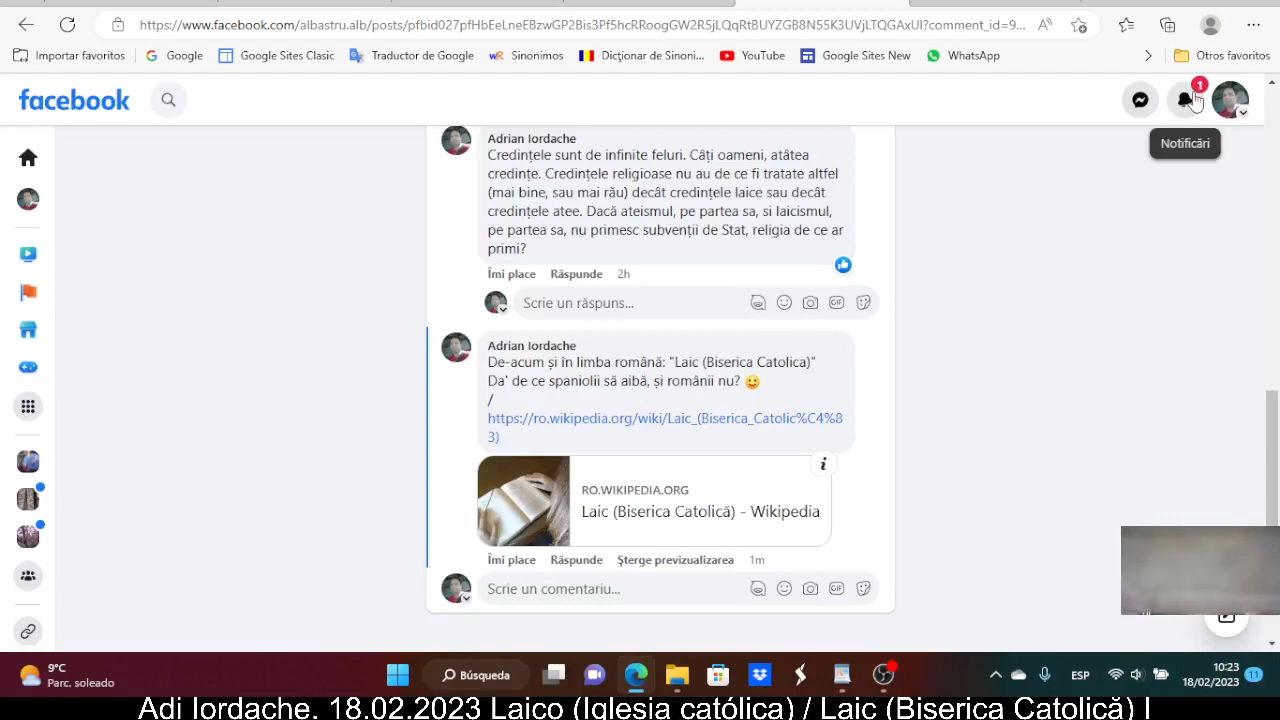 https://www.facebook.com/albastru.alb/posts/pfbid027pfHbEeLneEBzwGP2Bis3Pf5hcRRoogGW2R5jLQqRtBUYZGB8N55K3UVjLTQGAxUl?comment_id=9...
Importar favoritos Google Google Sites Clasic Traductor de Google Sinonimos Dicționar de Sinoni... YouTube Google Sites New WhatsApp Otros favoritos
facebook 1
Notificări
Adrian Iordache
Credințele sunt de infinite feluri. Câți oameni, atâtea
credințe. Credințele religioase nu au de ce fi tratate altfel
(mai bine, sau mai rău) decât credințele laice sau decât
credințele atee. Dacă ateismul, pe partea sa, si laicismul,
pe partea sa, nu primesc subvenții de Stat, religia de ce ar
primi?
Îmi place Răspunde 2h
Scrie un răspuns... GIF
Adrian Iordache
De-acum și în limba română: "Laic (Biserica Catolica)"
Da' de ce spaniolii să aibă, și românii nu?
/
https://ro.wikipedia.org/wiki/Laic_(Biserica_Catolic%C4%8
3)
RO.WIKIPEDIA.ORG
Laic (Biserica Catolică) - Wikipedia
Îmi place Răspunde Șterge previzualizarea 1m
Scrie un comentariu... GIF
9°C
Parc. soleado
Búsqueda
ESP
10:23
18/02/2023 11
Adi Iordache. 18.02.2023 Laico (Iglesia católica) / Laic (Biserica Catolică) |